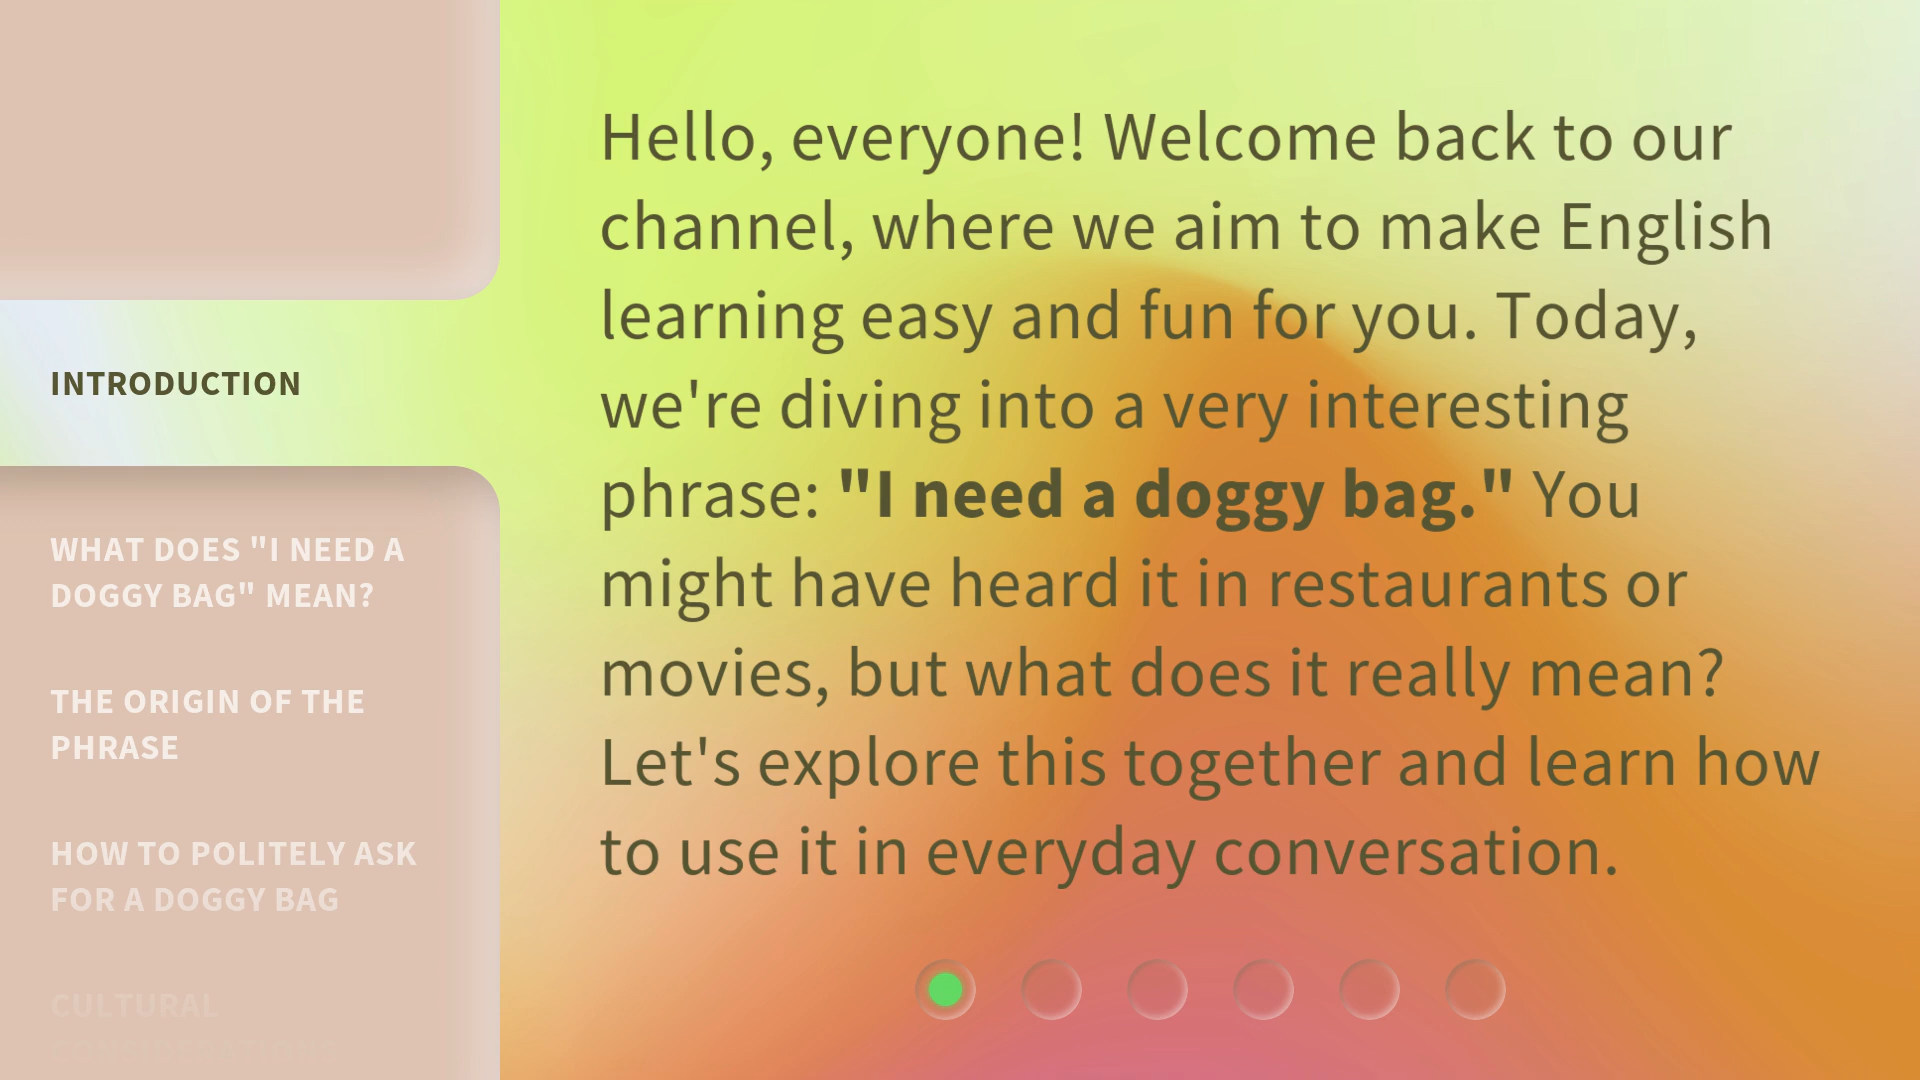 INTRODUCTION
WHAT DOES "I NEED A
DOGGY BAG" MEAN?
THE ORIGIN OF THE
PHRASE
HOW TO POLITELY ASK
FOR A DOGGY BAG
CULTURAL
CONSIDERATIONS
Hello, everyone! Welcome back to our
channel, where we aim to make English
learning easy and fun for you. Today,
we're diving into a very interesting
phrase: "I need a doggy bag." You
might have heard it in restaurants or
movies, but what does it really mean?
Let's explore this together and learn how
to use it in everyday conversation.